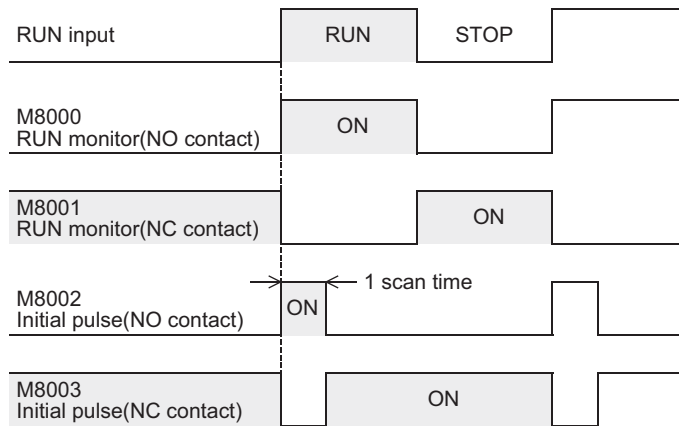 RUN input
RUN
STOP
M8000
RUN monitor(NO contact)
ON
M8001
RUN monitor(NC contact)
ON
1 scan time
M8002
Initial pulse(NO contact)
ON
M8003
Initial pulse(NC contact)
ON